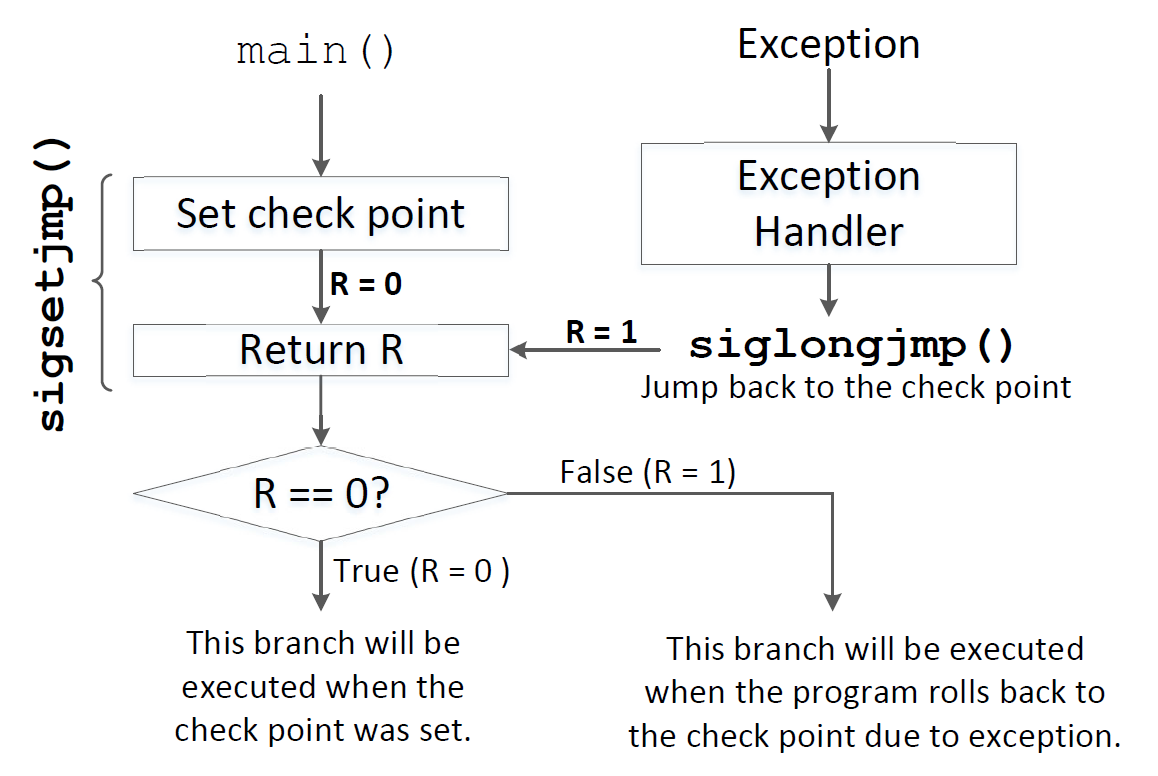 main()
sigsetjmp()
Set check point
R = 0
Return R
R == 0?
True (R = 0 )
This branch will be
executed when the
check point was set.
Exception
Exception
Handler
R = 1
siglongjmp()
Jump back to the check point
False (R = 1)
This branch will be executed
when the program rolls back to
the check point due to exception.